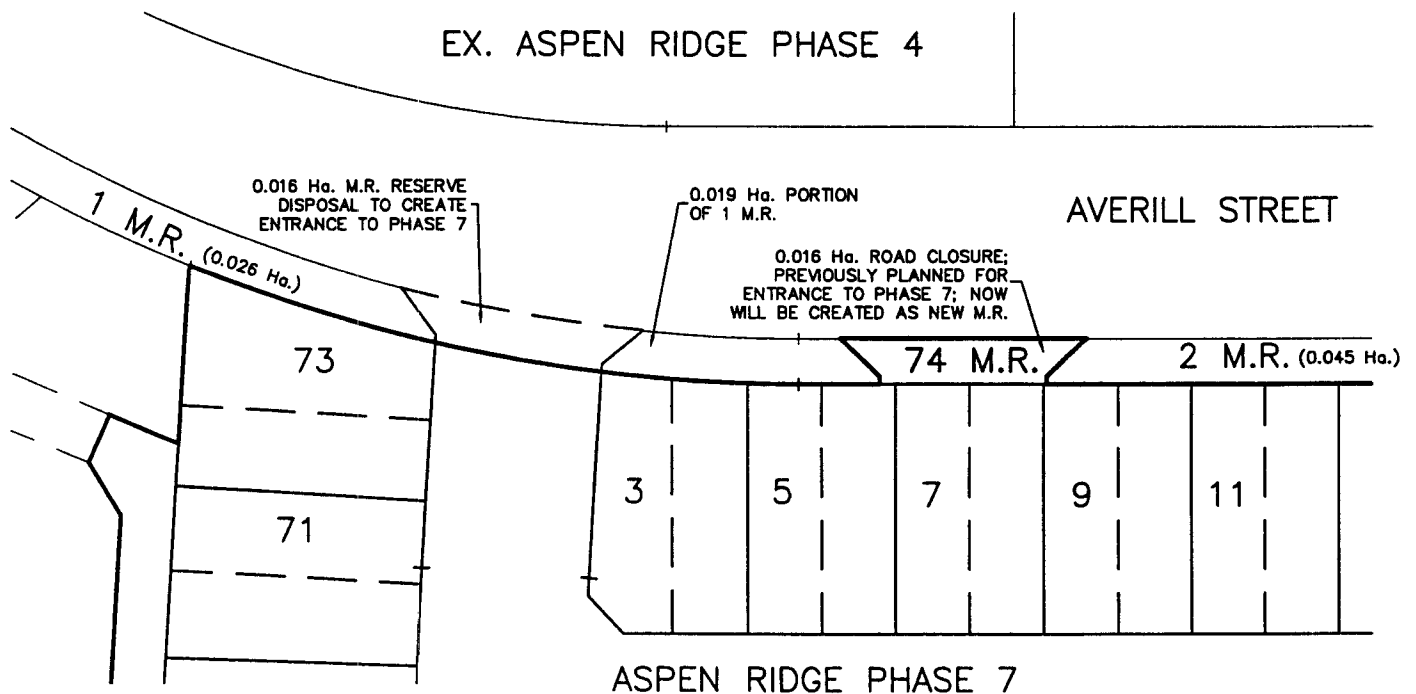 EX. ASPEN RIDGE PHASE 4
0.016 Ha. M.R. RESERVE
DISPOSAL TO CREATE
ENTRANCE TO PHASE 7
0.019 Ha. PORTION
OF 1 M.R.
AVERILL STREET
1 M.R. (0.026 Ha.)
0.016 Ha. ROAD CLOSURE;
PREVIOUSLY PLANNED FOR
ENTRANCE TO PHASE 7; NOW
WILL BE CREATED AS NEW M.R.
73
74 M.R.
2 M.R. (0.045 Ha.)
3
5
7
9
11
71
ASPEN RIDGE PHASE 7